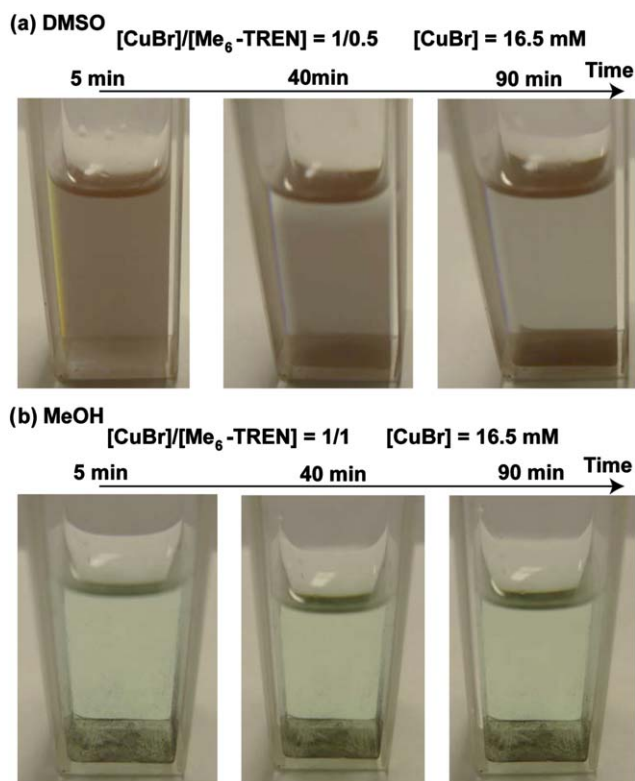 (a) DMSO
[CuBr]/[Me₆-TREN] = 1/0.5 [CuBr] = 16.5 mM
Time
5 min 40min 90 min
(b) MeOH
[CuBr]/[Me₆-TREN] = 1/1 [CuBr] = 16.5 mM
Time
5 min 40 min 90 min